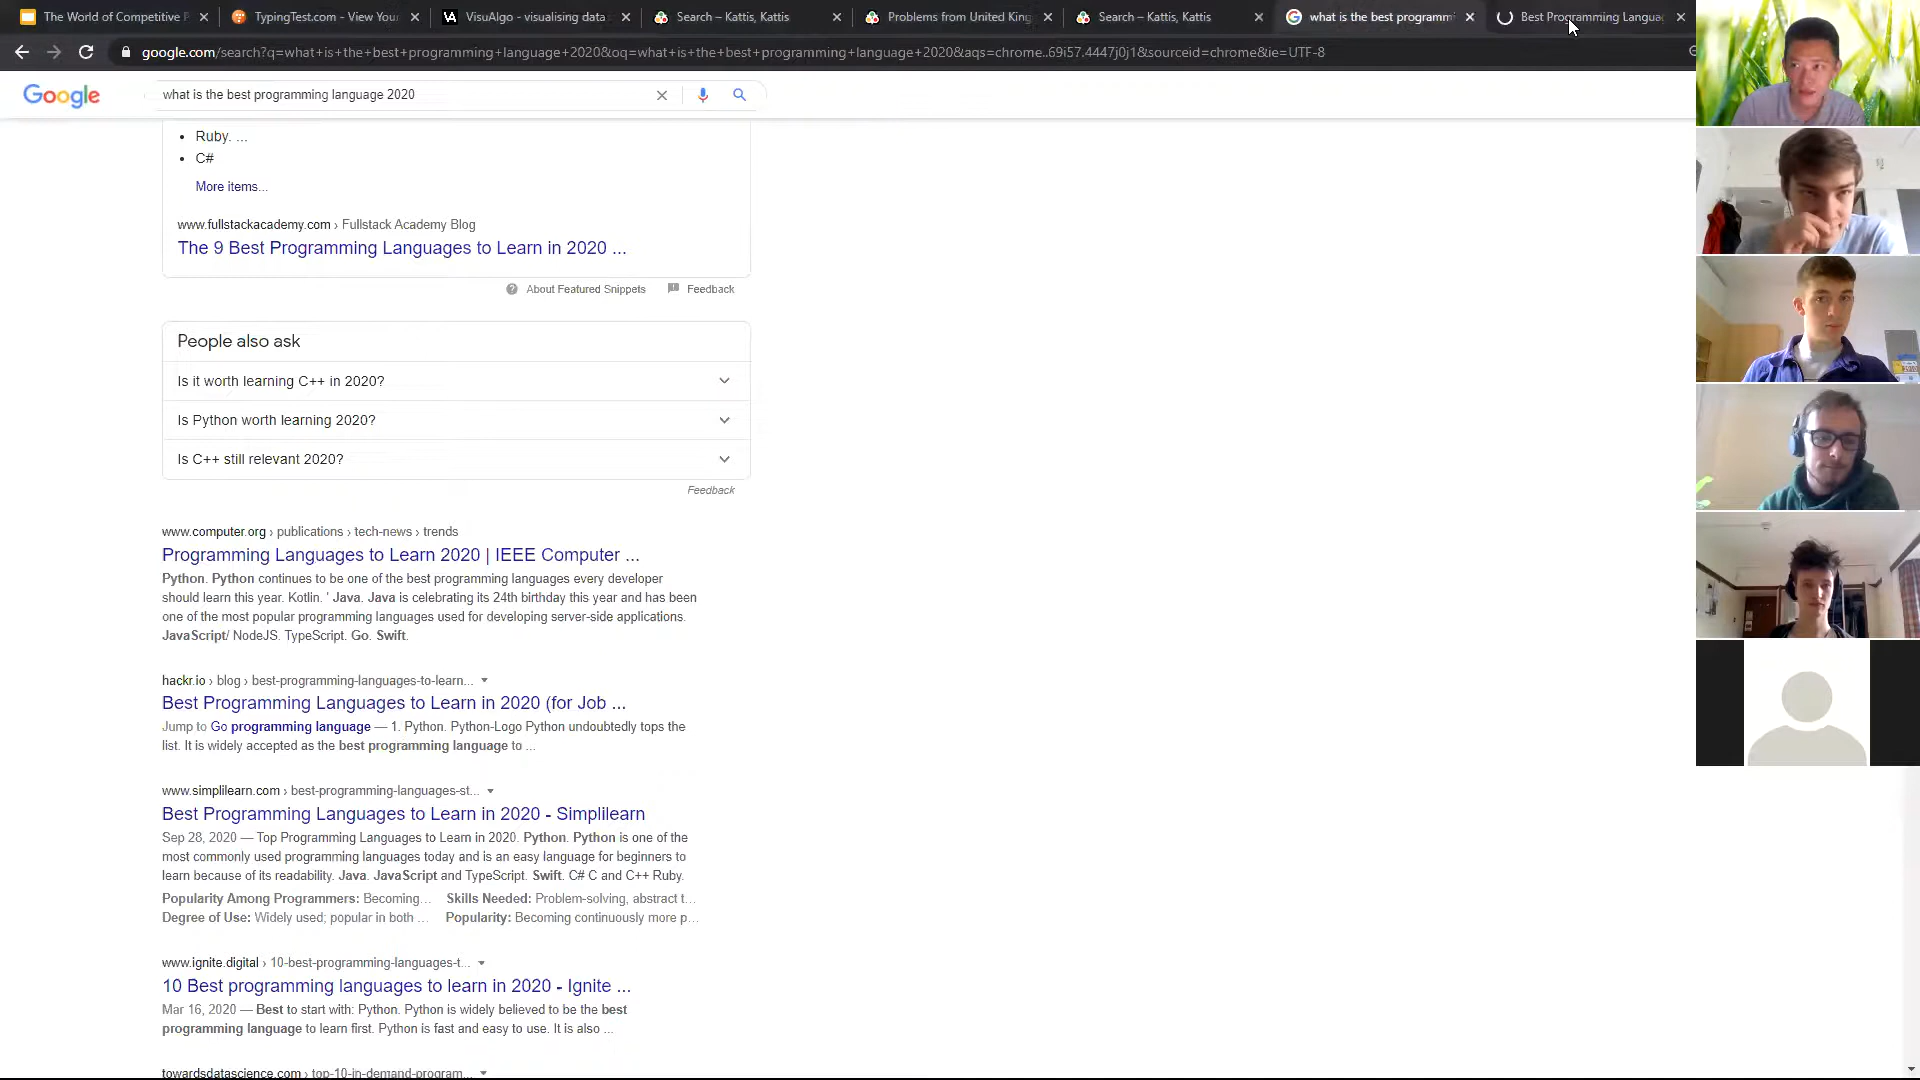 The World of Competitive P
TypingTest.com - View Your
VisuAlgo - visualising data
Search – Kattis, Kattis
Problems from United King
Search – Kattis, Kattis
what is the best programmi
Best Programming Langua
google.com/search?q=what+is+the+best+programming+language+2020&oq=what+is+the+best+programming+language+2020&aqs=chrome..69i57.4447j0j1&sourceid=chrome&ie=UTF-8
Google
what is the best programming language 2020
• Ruby. ...
• C#
More items...
www.fullstackacademy.com › Fullstack Academy Blog
The 9 Best Programming Languages to Learn in 2020 ...
About Featured Snippets
Feedback
People also ask
Is it worth learning C++ in 2020?
Is Python worth learning 2020?
Is C++ still relevant 2020?
Feedback
www.computer.org › publications › tech-news › trends
Programming Languages to Learn 2020 | IEEE Computer ...
Python. Python continues to be one of the best programming languages every developer
should learn this year. Kotlin. ' Java. Java is celebrating its 24th birthday this year and has been
one of the most popular programming languages used for developing server-side applications.
JavaScript/ NodeJS. TypeScript. Go. Swift.
hackr.io › blog › best-programming-languages-to-learn...
Best Programming Languages to Learn in 2020 (for Job ...
Jump to Go programming language — 1. Python. Python-Logo Python undoubtedly tops the
list. It is widely accepted as the best programming language to ...
www.simplilearn.com › best-programming-languages-st...
Best Programming Languages to Learn in 2020 - Simplilearn
Sep 28, 2020 — Top Programming Languages to Learn in 2020. Python. Python is one of the
most commonly used programming languages today and is an easy language for beginners to
learn because of its readability. Java. JavaScript and TypeScript. Swift. C# C and C++ Ruby.
Popularity Among Programmers: Becoming... Skills Needed: Problem-solving, abstract t...
Degree of Use: Widely used; popular in both ... Popularity: Becoming continuously more p...
www.ignite.digital › 10-best-programming-languages-t...
10 Best programming languages to learn in 2020 - Ignite ...
Mar 16, 2020 — Best to start with: Python. Python is widely believed to be the best
programming language to learn first. Python is fast and easy to use. It is also ...
towardsdatascience.com › top-10-in-demand-program...